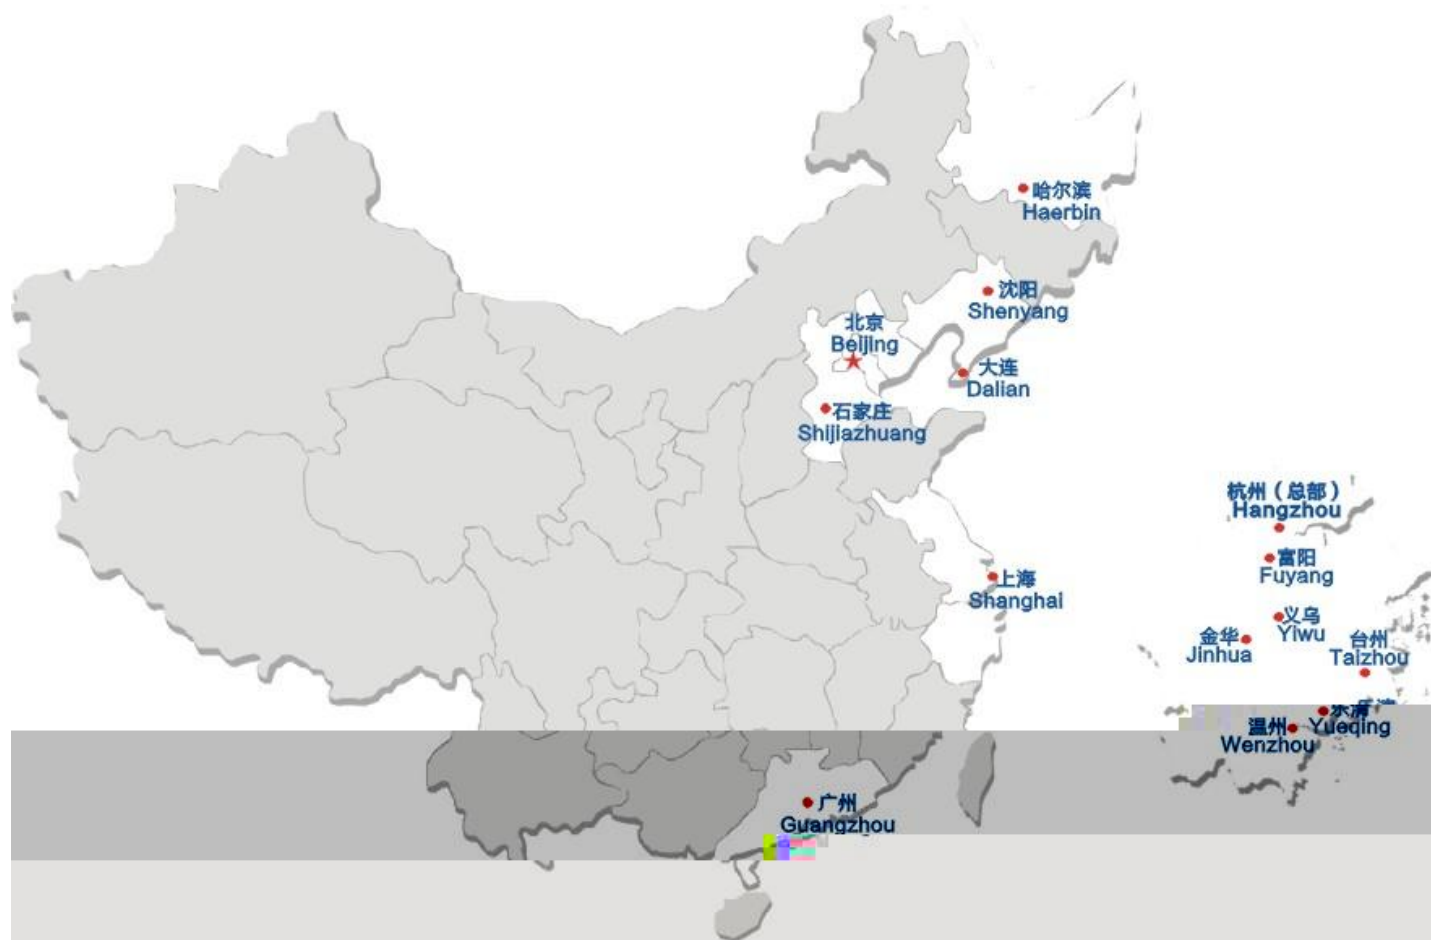 哈尔滨
Haerbin
沈阳
Shenyang
北京
Beijing
大连
Dalian
石家庄
Shijiazhuang
上海
Shanghai
广州
Guangzhou
杭州（总部）
Hangzhou
富阳
Fuyang
义乌
Yiwu
金华
Jinhua
台州
Taizhou
Yueqing
温州
Wenzhou